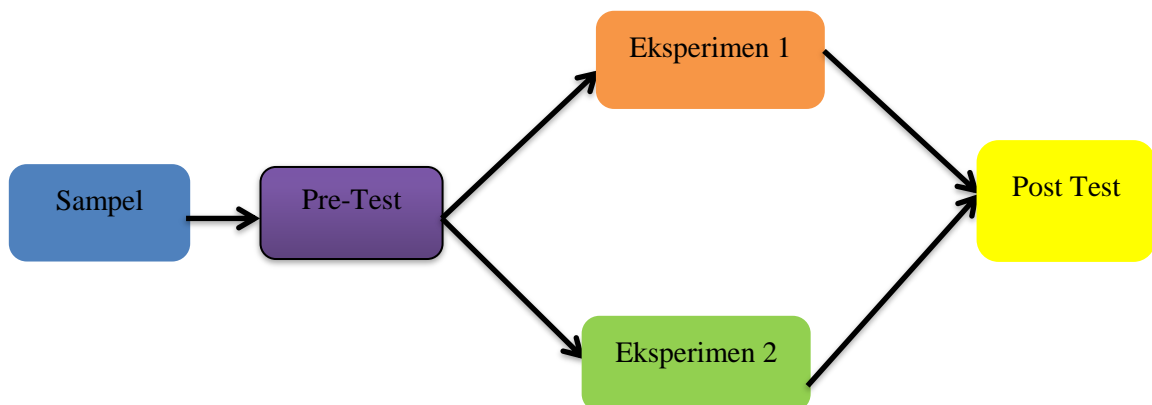 Sampel
Pre-Test
Eksperimen 1
Eksperimen 2
Post Test